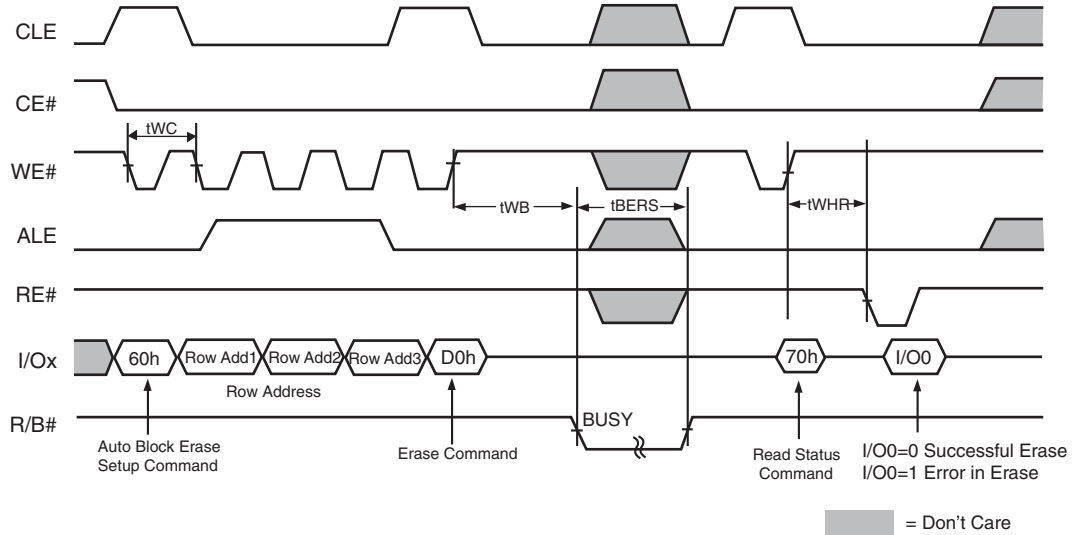 CLE
CE#
tWC
WE#
tWB
tBERS
tWHR
ALE
RE#
I/Ox
60h
Row Add1
Row Add2
Row Add3
D0h
70h
I/O0
Row Address
R/B#
BUSY
Auto Block Erase
Setup Command
Erase Command
Read Status
Command
I/O0=0 Successful Erase
I/O0=1 Error in Erase
= Don't Care